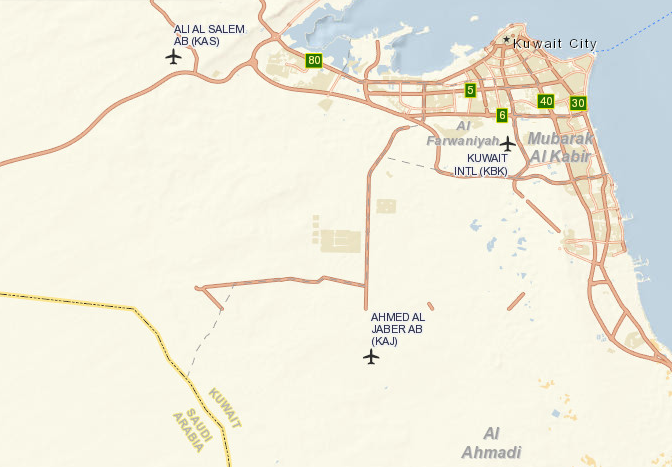 ALI AL SALEM
AB (KAS)
80
Kuwait City
5
40
30
6
Al
Farwaniyah
Mubarak
Al Kabir
KUWAIT
INTL (KBK)
AHMED AL
JABER AB
(KAJ)
KUWAIT
SAUDI
ARABIA
Al
Ahmadi